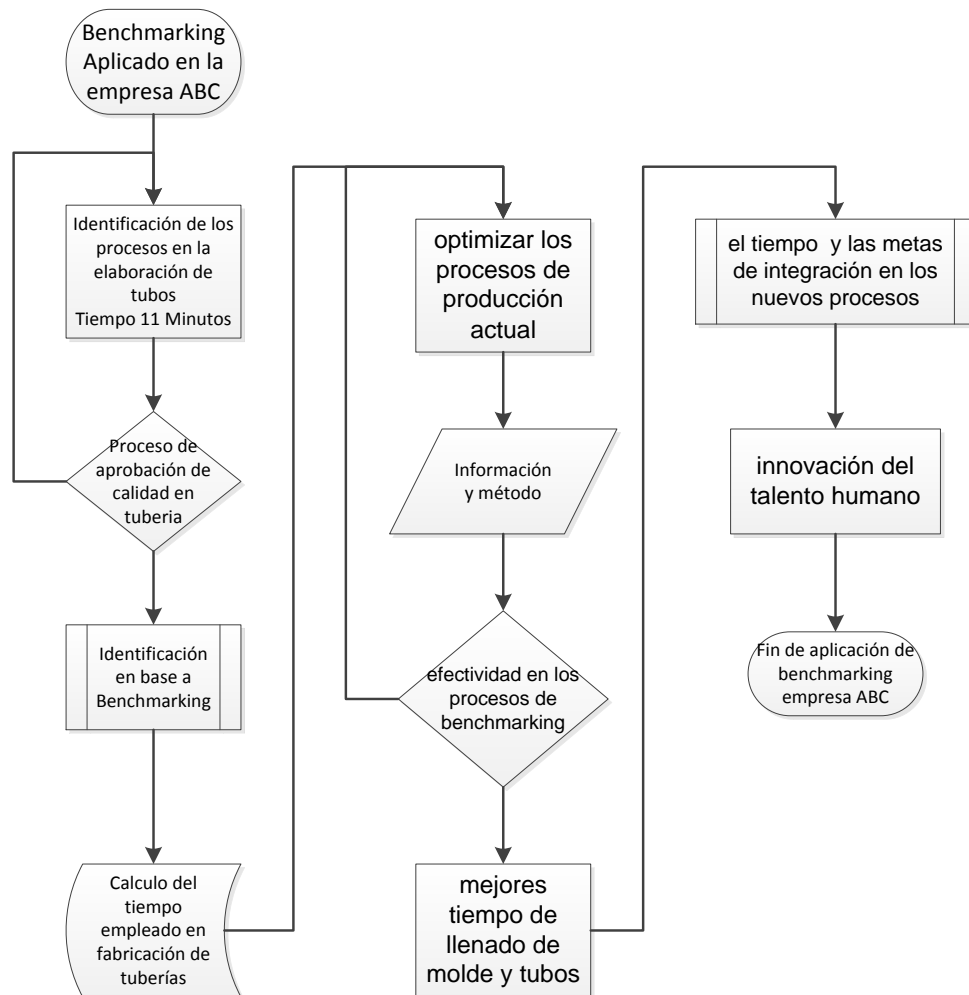 Benchmarking
Aplicado en la
empresa ABC
Identificación de los
procesos en la
elaboración de
tubos
Tiempo 11 Minutos
Proceso de
aprobación de
calidad en
tuberia
Identificación
en base a
Benchmarking
Calculo del
tiempo
empleado en
fabricación de
tuberías
optimizar los
procesos de
producción
actual
Información
y método
efectividad en los
procesos de
benchmarking
mejores
tiempo de
llenado de
molde y tubos
el tiempo y las metas
de integración en los
nuevos procesos
innovación del
talento humano
Fin de aplicación de
benchmarking
empresa ABC